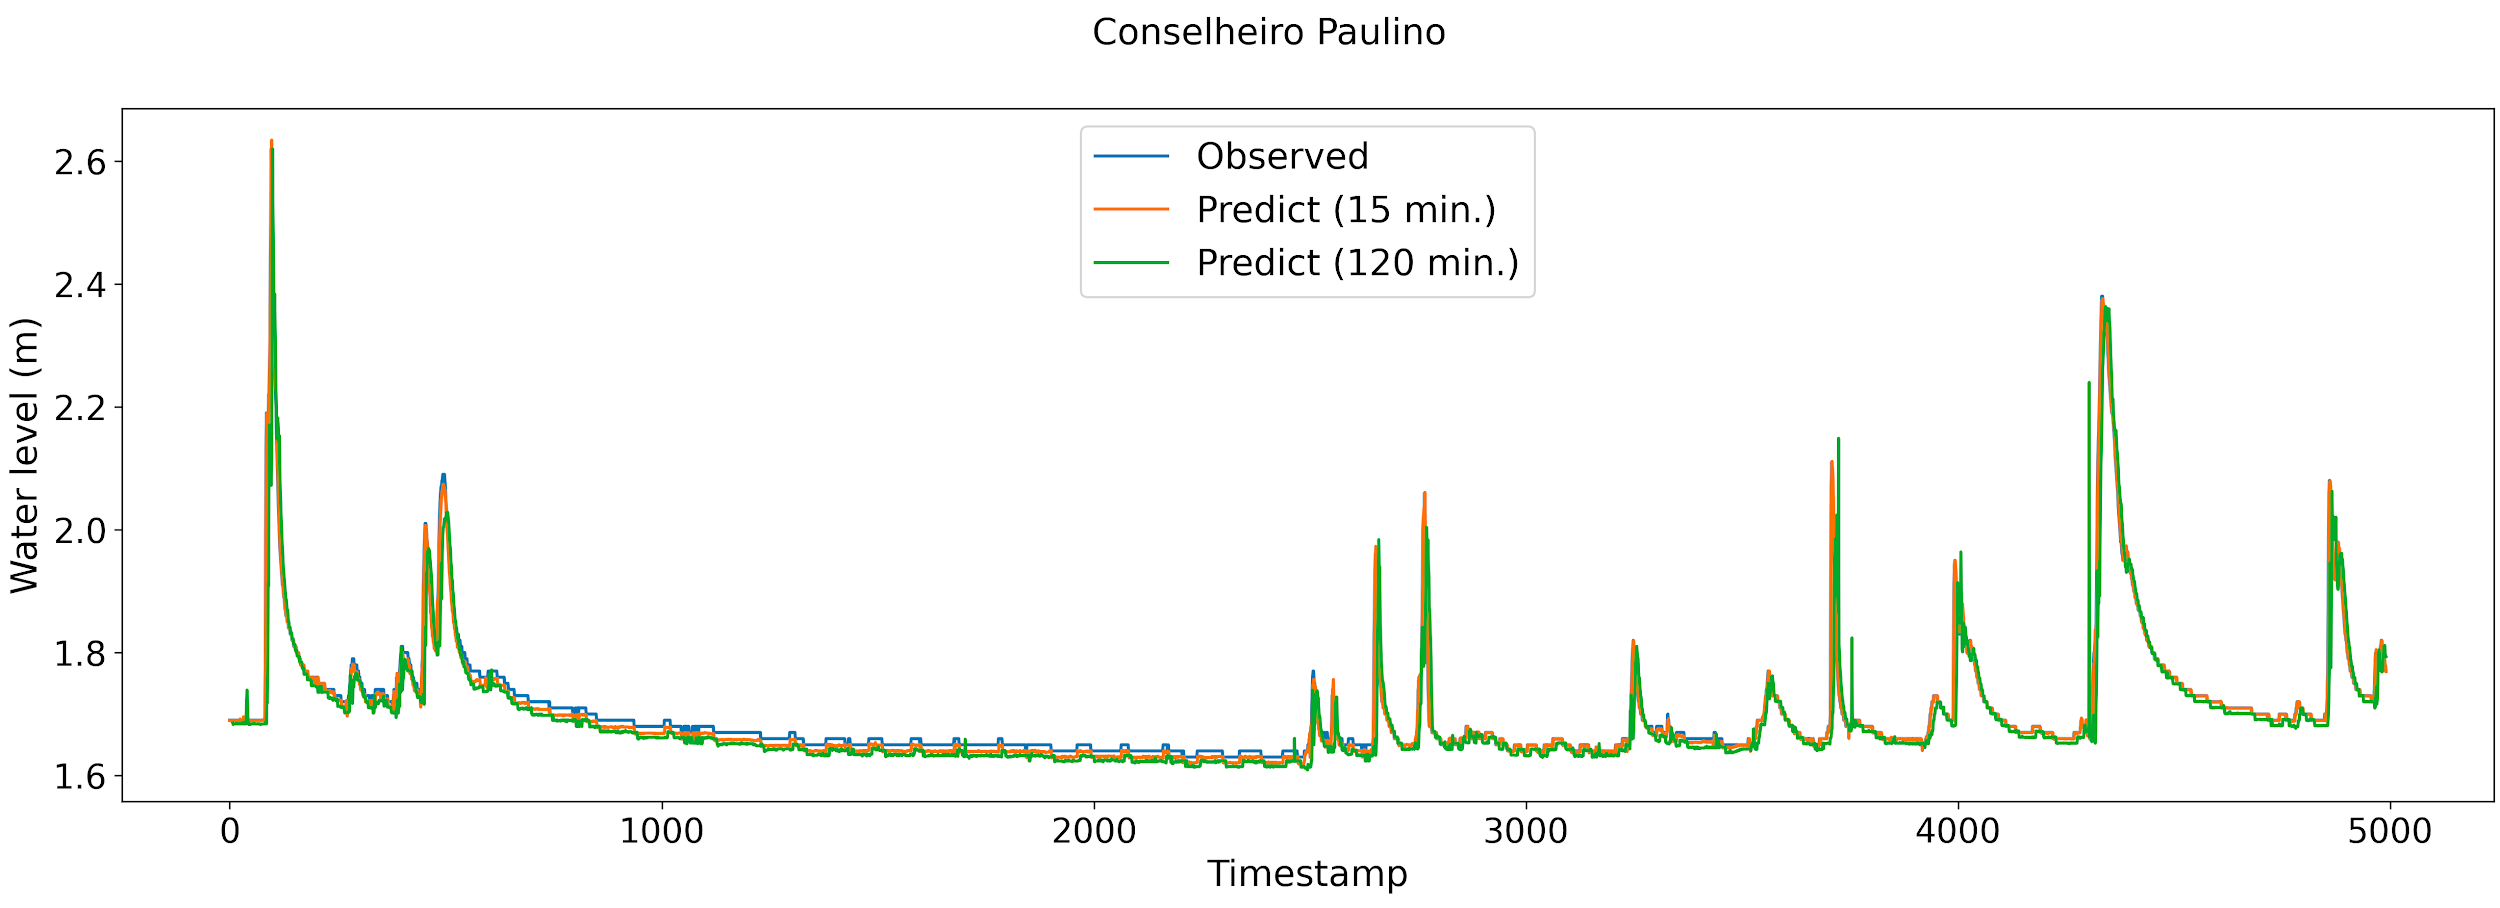 Conselheiro Paulino
Observed
Predict (15 min.)
Predict (120 min.)
Water level (m)
2.6
2.4
2.2
2.0
1.8
1.6
0 1000 2000 3000 4000 5000
Timestamp